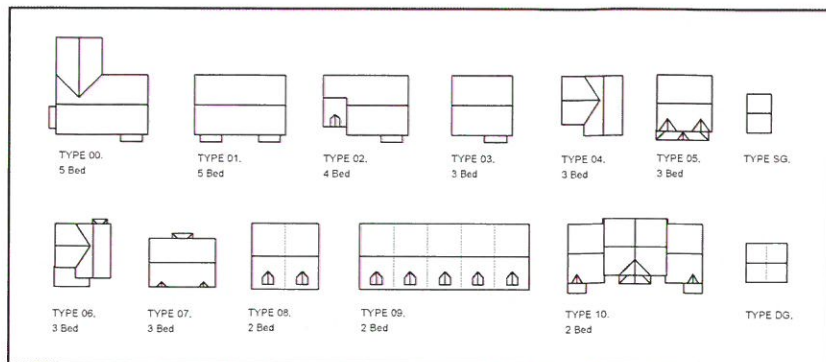 TYPE 00.
5 Bed
TYPE 01.
5 Bed
TYPE 02.
4 Bed
TYPE 03.
3 Bed
TYPE 04.
3 Bed
TYPE 05.
3 Bed
TYPE SG.
TYPE 06.
3 Bed
TYPE 07.
3 Bed
TYPE 08.
2 Bed
TYPE 09.
2 Bed
TYPE 10.
2 Bed
TYPE DG.